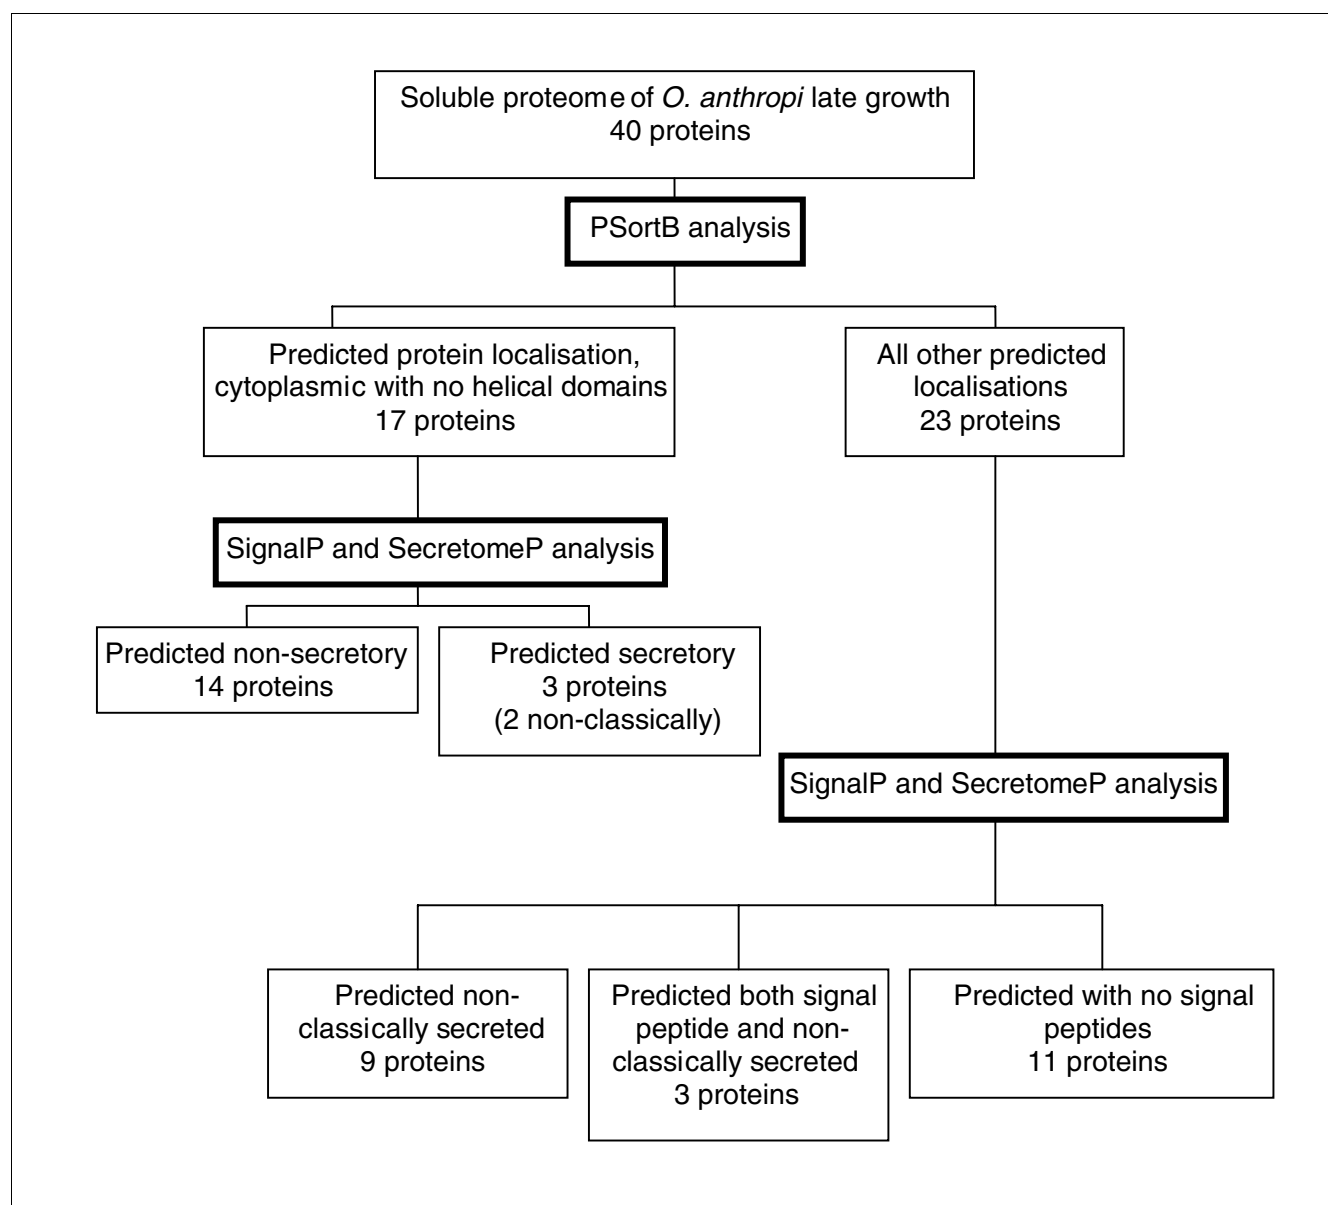 Soluble proteome of O. anthropi late growth
40 proteins
PSortB analysis
Predicted protein localisation,
cytoplasmic with no helical domains
17 proteins
All other predicted
localisations
23 proteins
SignalP and SecretomeP analysis
Predicted non-secretory
14 proteins
Predicted secretory
3 proteins
(2 non-classically)
SignalP and SecretomeP analysis
Predicted non-
classically secreted
9 proteins
Predicted both signal
peptide and non-
classically secreted
3 proteins
Predicted with no signal
peptides
11 proteins